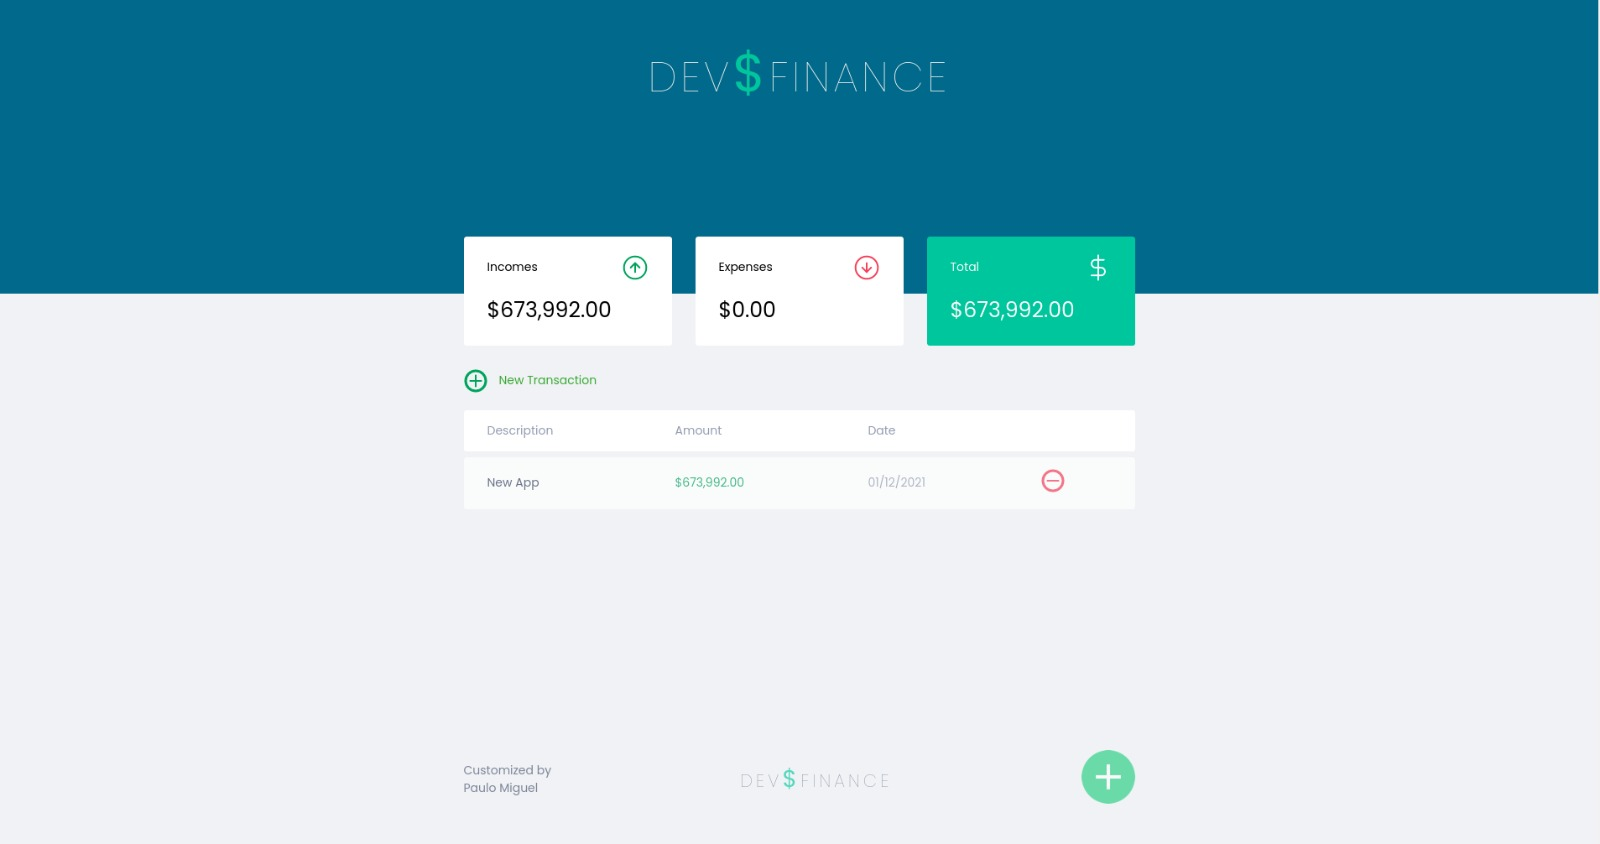 DEV$FINANCE
Incomes
$673,992.00
Expenses
$0.00
Total
$
$673,992.00
New Transaction
Description Amount Date
New App $673,992.00 01/12/2021
Customized by
Paulo Miguel
DEV$FINANCE